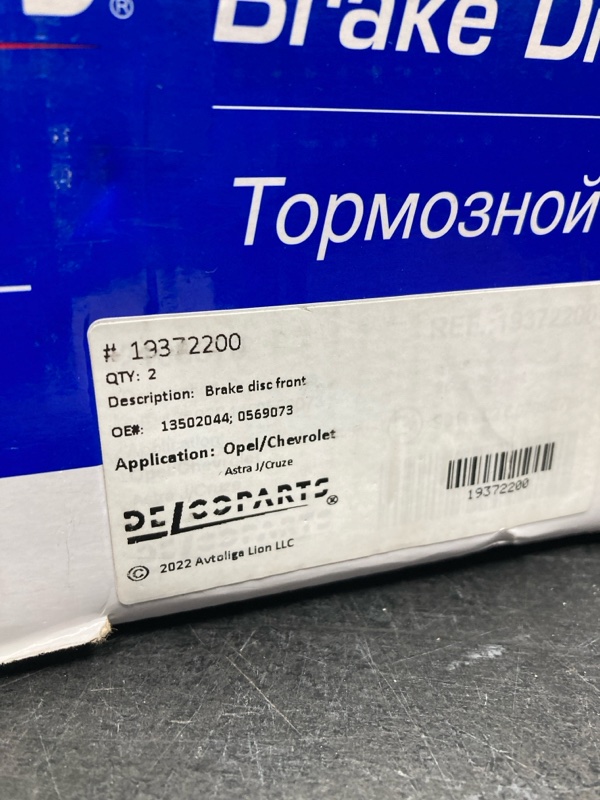 ®
Brake Di
Тормозной
# 19372200
QTY: 2
Description: Brake disc front
OE#: 13502044; 0569073
Application: Opel/Chevrolet
Astra J/Cruze
DELCOPARTS®
© 2022 Avtoliga Lion LLC
19372200